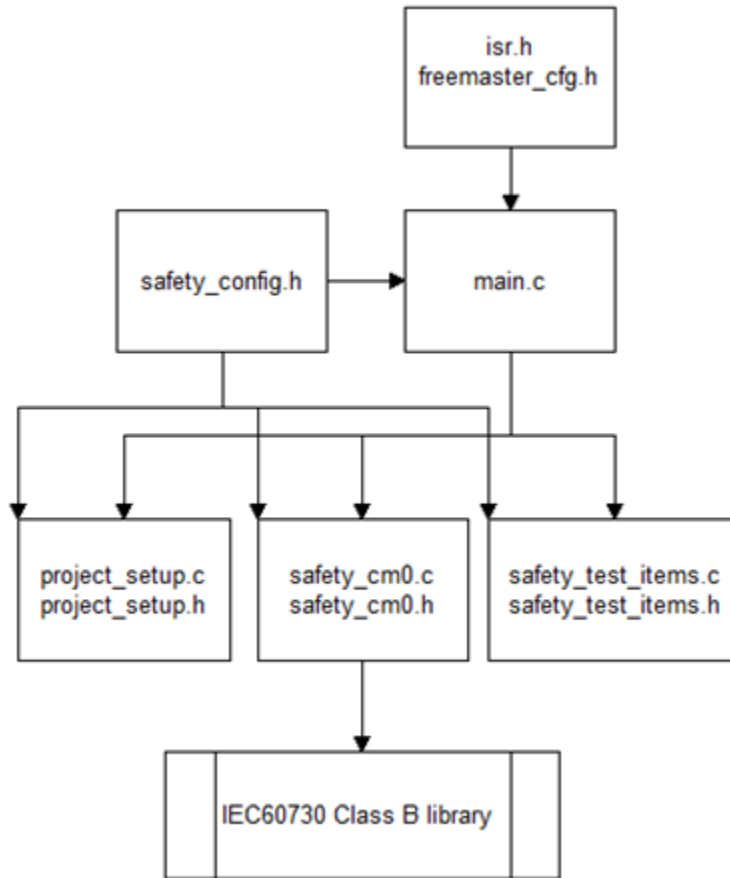 isr.h
freemaster_cfg.h
safety_config.h
main.c
project_setup.c
project_setup.h
safety_cm0.c
safety_cm0.h
safety_test_items.c
safety_test_items.h
IEC60730 Class B library